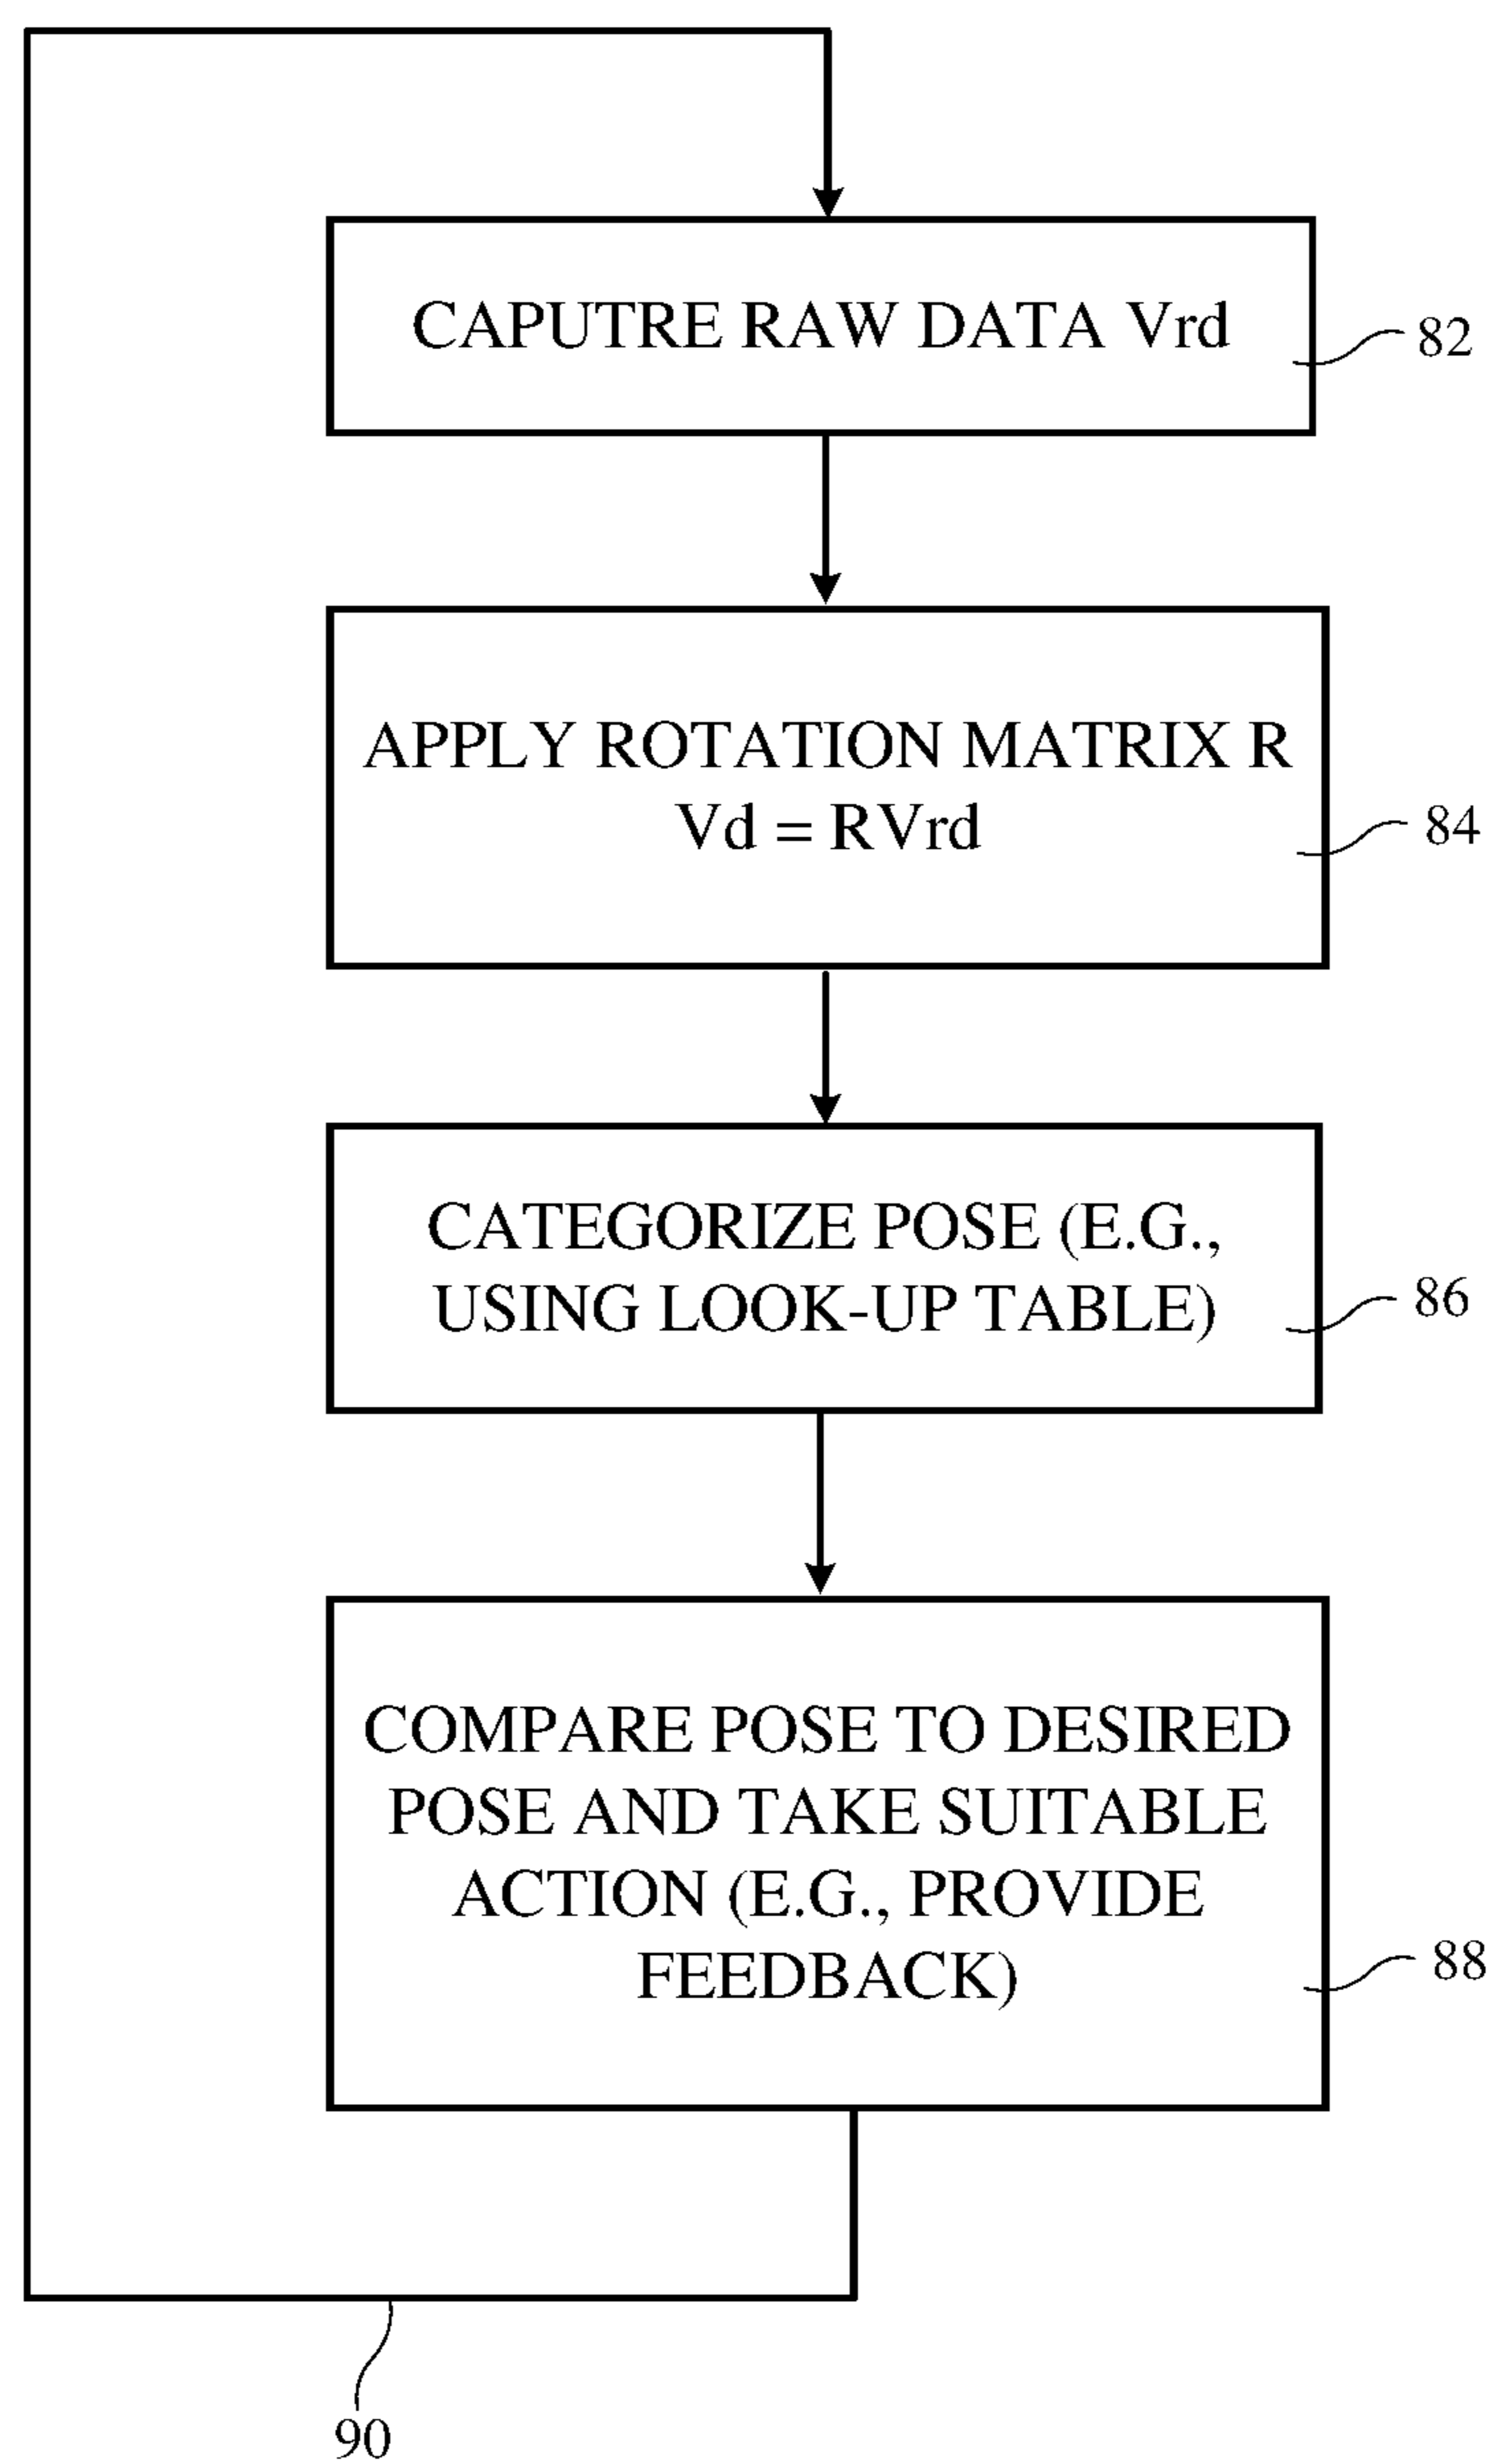 CAPUTRE RAW DATA Vrd
82
APPLY ROTATION MATRIX R
Vd = RVrd
84
CATEGORIZE POSE (E.G.,
USING LOOK-UP TABLE)
86
COMPARE POSE TO DESIRED
POSE AND TAKE SUITABLE
ACTION (E.G., PROVIDE
FEEDBACK)
88
90